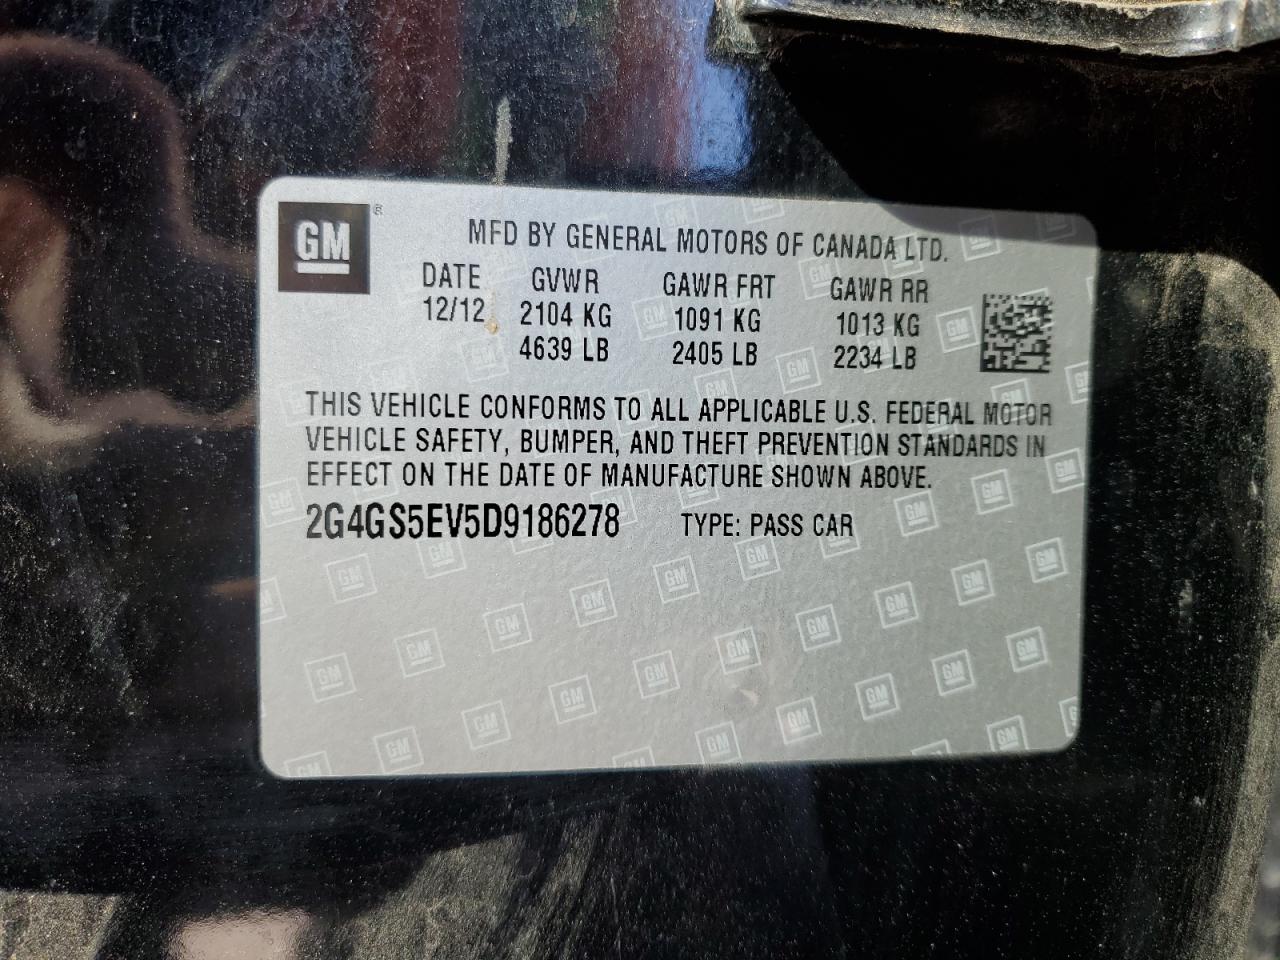 GM®
MFD BY GENERAL MOTORS OF CANADA LTD.
DATE GVWR GAWR FRT GAWR RR
12/12 2104 KG 1091 KG 1013 KG
4639 LB 2405 LB 2234 LB
THIS VEHICLE CONFORMS TO ALL APPLICABLE U.S. FEDERAL MOTOR
VEHICLE SAFETY, BUMPER, AND THEFT PREVENTION STANDARDS IN
EFFECT ON THE DATE OF MANUFACTURE SHOWN ABOVE.
2G4GS5EV5D9186278 TYPE: PASS CAR